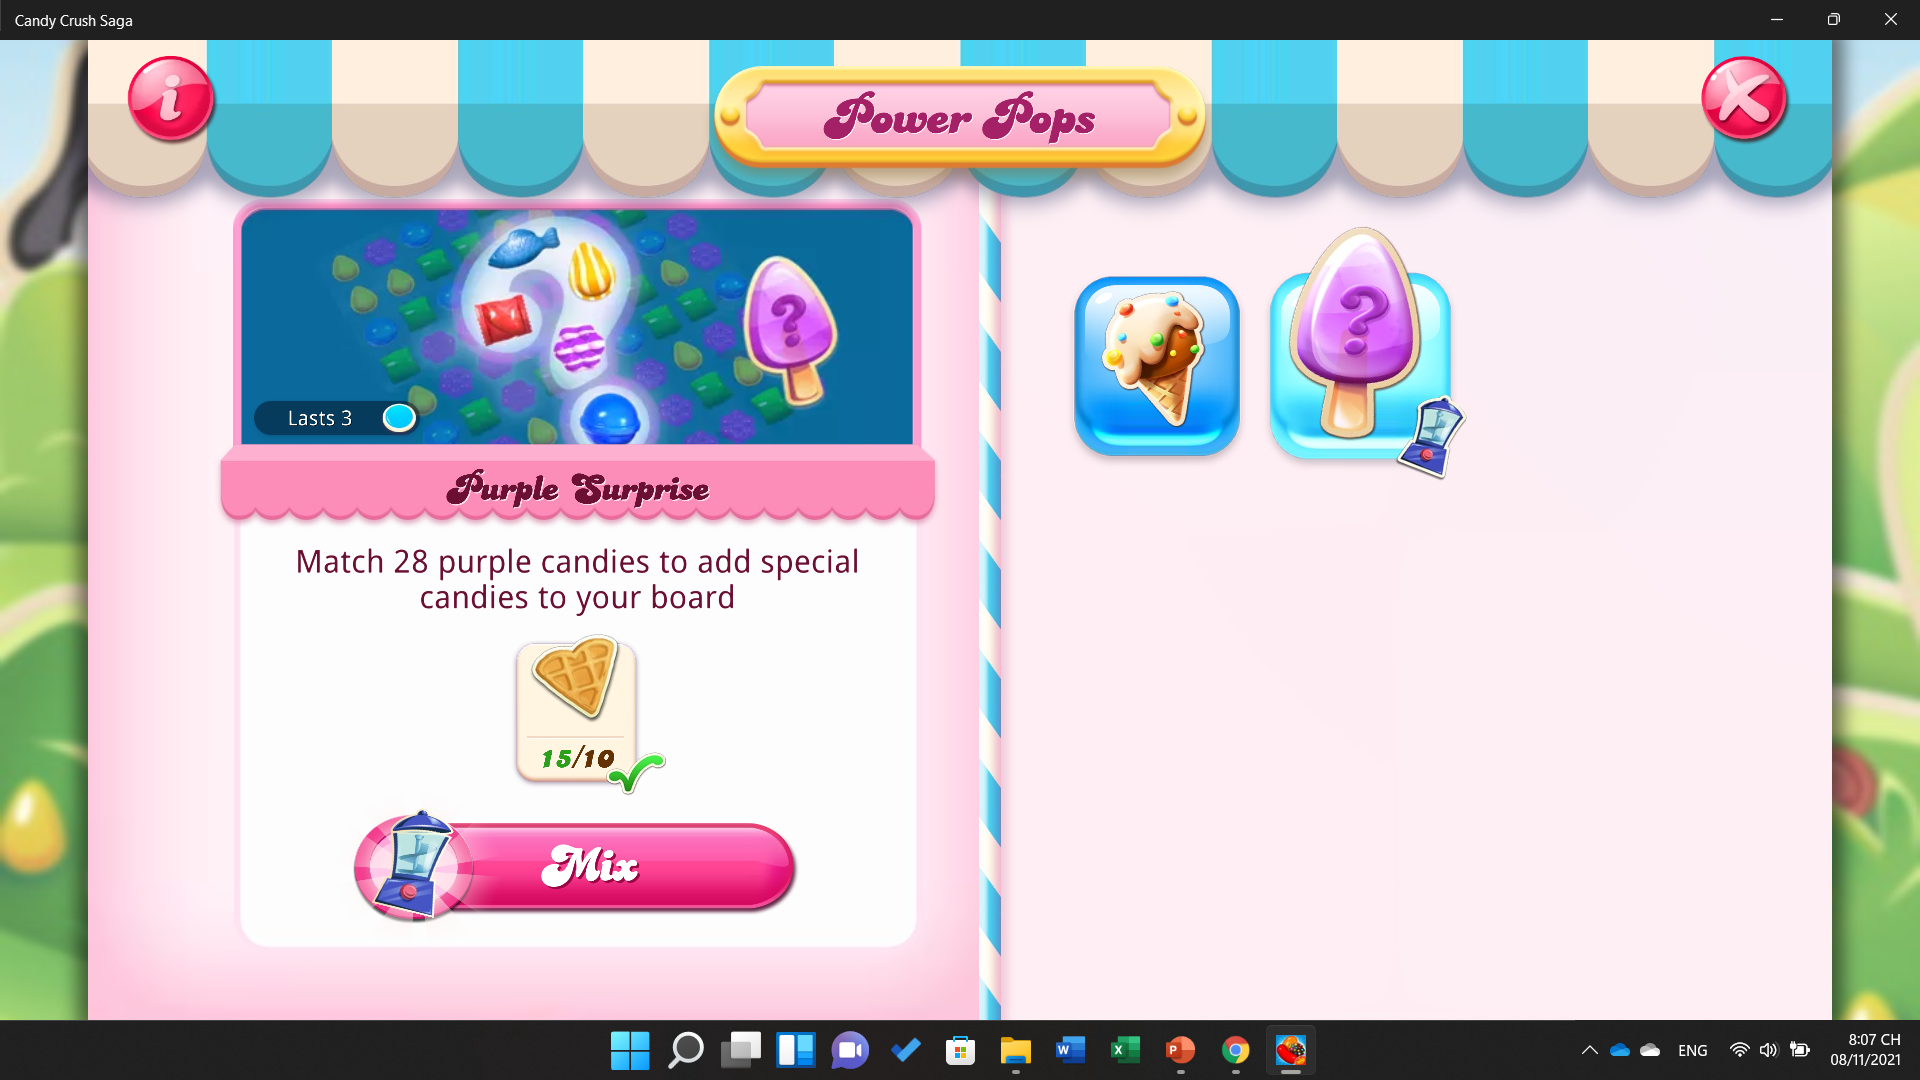 Candy Crush Saga
Power Pops
Lasts 3
Purple Surprise
Match 28 purple candies to add special
candies to your board
15/10
Mix
ENG
8:07 CH
08/11/2021